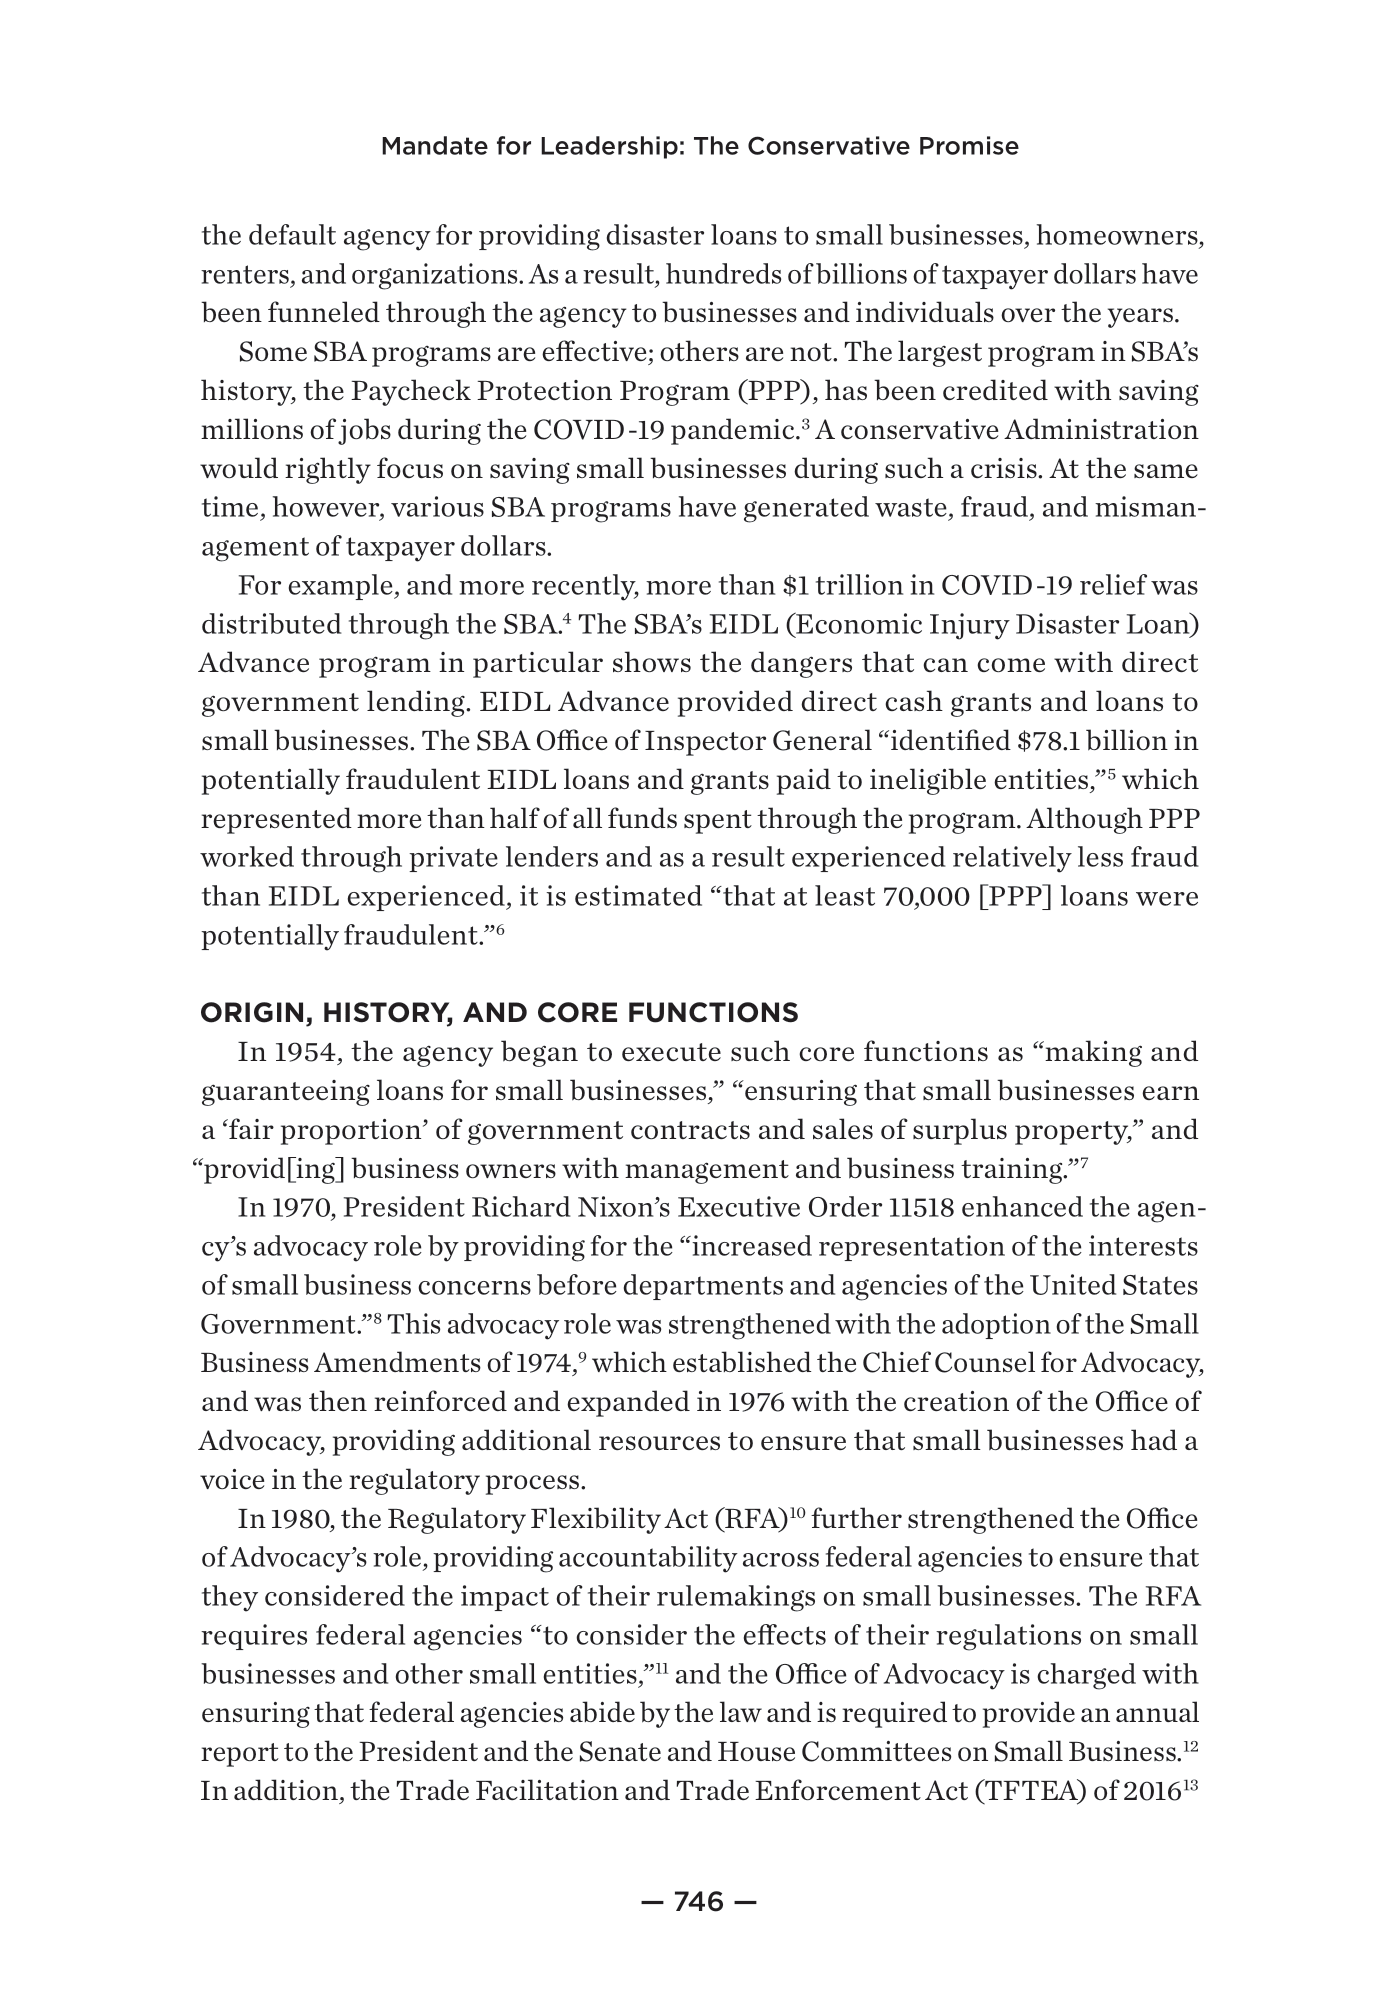 Mandate for Leadership: The Conservative Promise
the default agency for providing disaster loans to small businesses, homeowners,
renters, and organizations. As a result, hundreds of billions of taxpayer dollars have
been funneled through the agency to businesses and individuals over the years.
Some SBA programs are effective; others are not. The largest program in SBA’s
history, the Paycheck Protection Program (PPP), has been credited with saving
millions of jobs during the COVID-19 pandemic.³ A conservative Administration
would rightly focus on saving small businesses during such a crisis. At the same
time, however, various SBA programs have generated waste, fraud, and misman-
agement of taxpayer dollars.
For example, and more recently, more than $1 trillion in COVID-19 relief was
distributed through the SBA.⁴ The SBA’s EIDL (Economic Injury Disaster Loan)
Advance program in particular shows the dangers that can come with direct
government lending. EIDL Advance provided direct cash grants and loans to
small businesses. The SBA Office of Inspector General “identified $78.1 billion in
potentially fraudulent EIDL loans and grants paid to ineligible entities,”⁵ which
represented more than half of all funds spent through the program. Although PPP
worked through private lenders and as a result experienced relatively less fraud
than EIDL experienced, it is estimated “that at least 70,000 [PPP] loans were
potentially fraudulent.”⁶
ORIGIN, HISTORY, AND CORE FUNCTIONS
In 1954, the agency began to execute such core functions as “making and
guaranteeing loans for small businesses,” “ensuring that small businesses earn
a ‘fair proportion’ of government contracts and sales of surplus property,” and
“provid[ing] business owners with management and business training.”⁷
In 1970, President Richard Nixon’s Executive Order 11518 enhanced the agen-
cy’s advocacy role by providing for the “increased representation of the interests
of small business concerns before departments and agencies of the United States
Government.”⁸ This advocacy role was strengthened with the adoption of the Small
Business Amendments of 1974,⁹ which established the Chief Counsel for Advocacy,
and was then reinforced and expanded in 1976 with the creation of the Office of
Advocacy, providing additional resources to ensure that small businesses had a
voice in the regulatory process.
In 1980, the Regulatory Flexibility Act (RFA)¹⁰ further strengthened the Office
of Advocacy’s role, providing accountability across federal agencies to ensure that
they considered the impact of their rulemakings on small businesses. The RFA
requires federal agencies “to consider the effects of their regulations on small
businesses and other small entities,”¹¹ and the Office of Advocacy is charged with
ensuring that federal agencies abide by the law and is required to provide an annual
report to the President and the Senate and House Committees on Small Business.¹²
In addition, the Trade Facilitation and Trade Enforcement Act (TFTEA) of 2016¹³
— 746 —